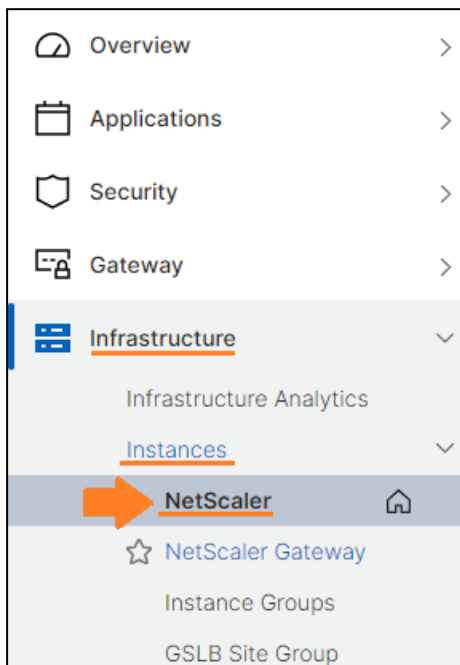 Overview
Applications
Security
Gateway
Infrastructure
Infrastructure Analytics
Instances
NetScaler
NetScaler Gateway
Instance Groups
GSLB Site Group